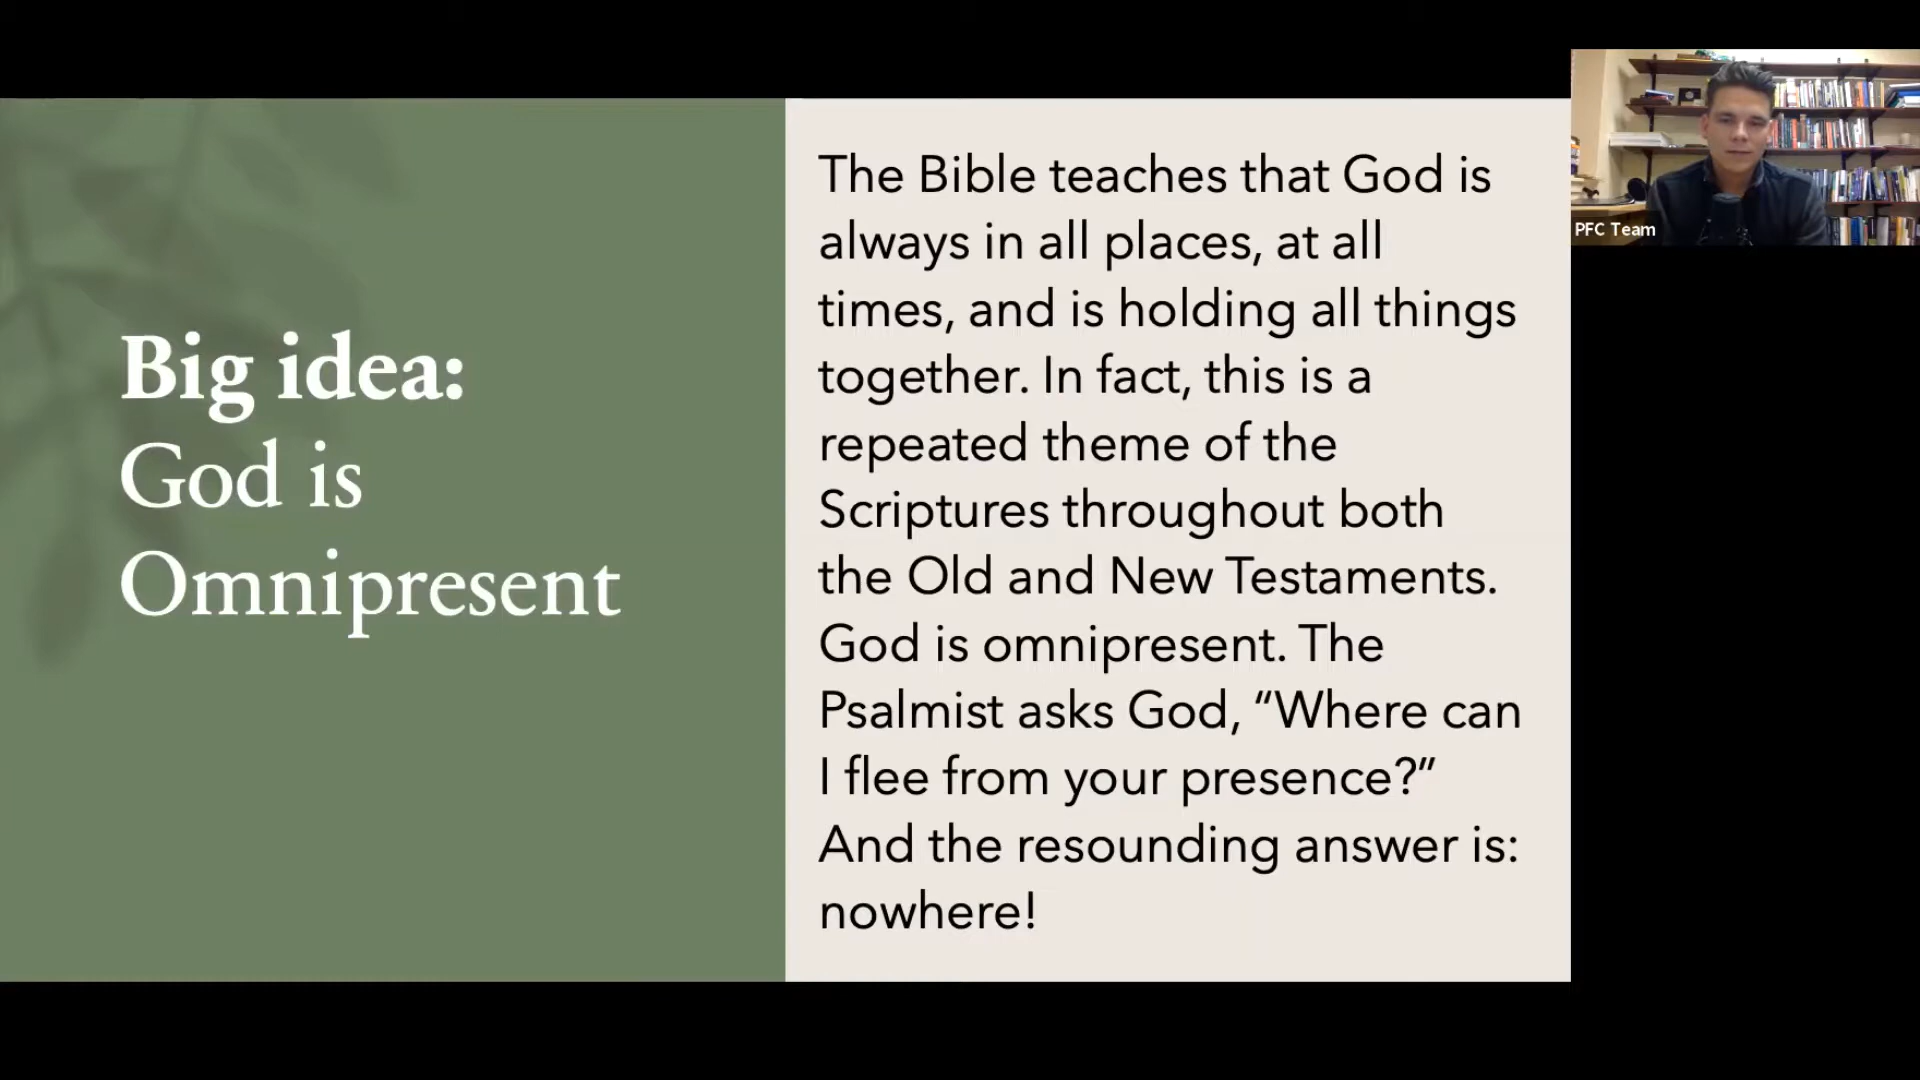 Big idea:
God is
Omnipresent
The Bible teaches that God is
always in all places, at all
times, and is holding all things
together. In fact, this is a
repeated theme of the
Scriptures throughout both
the Old and New Testaments.
God is omnipresent. The
Psalmist asks God, “Where can
I flee from your presence?”
And the resounding answer is:
nowhere!
PFC Team